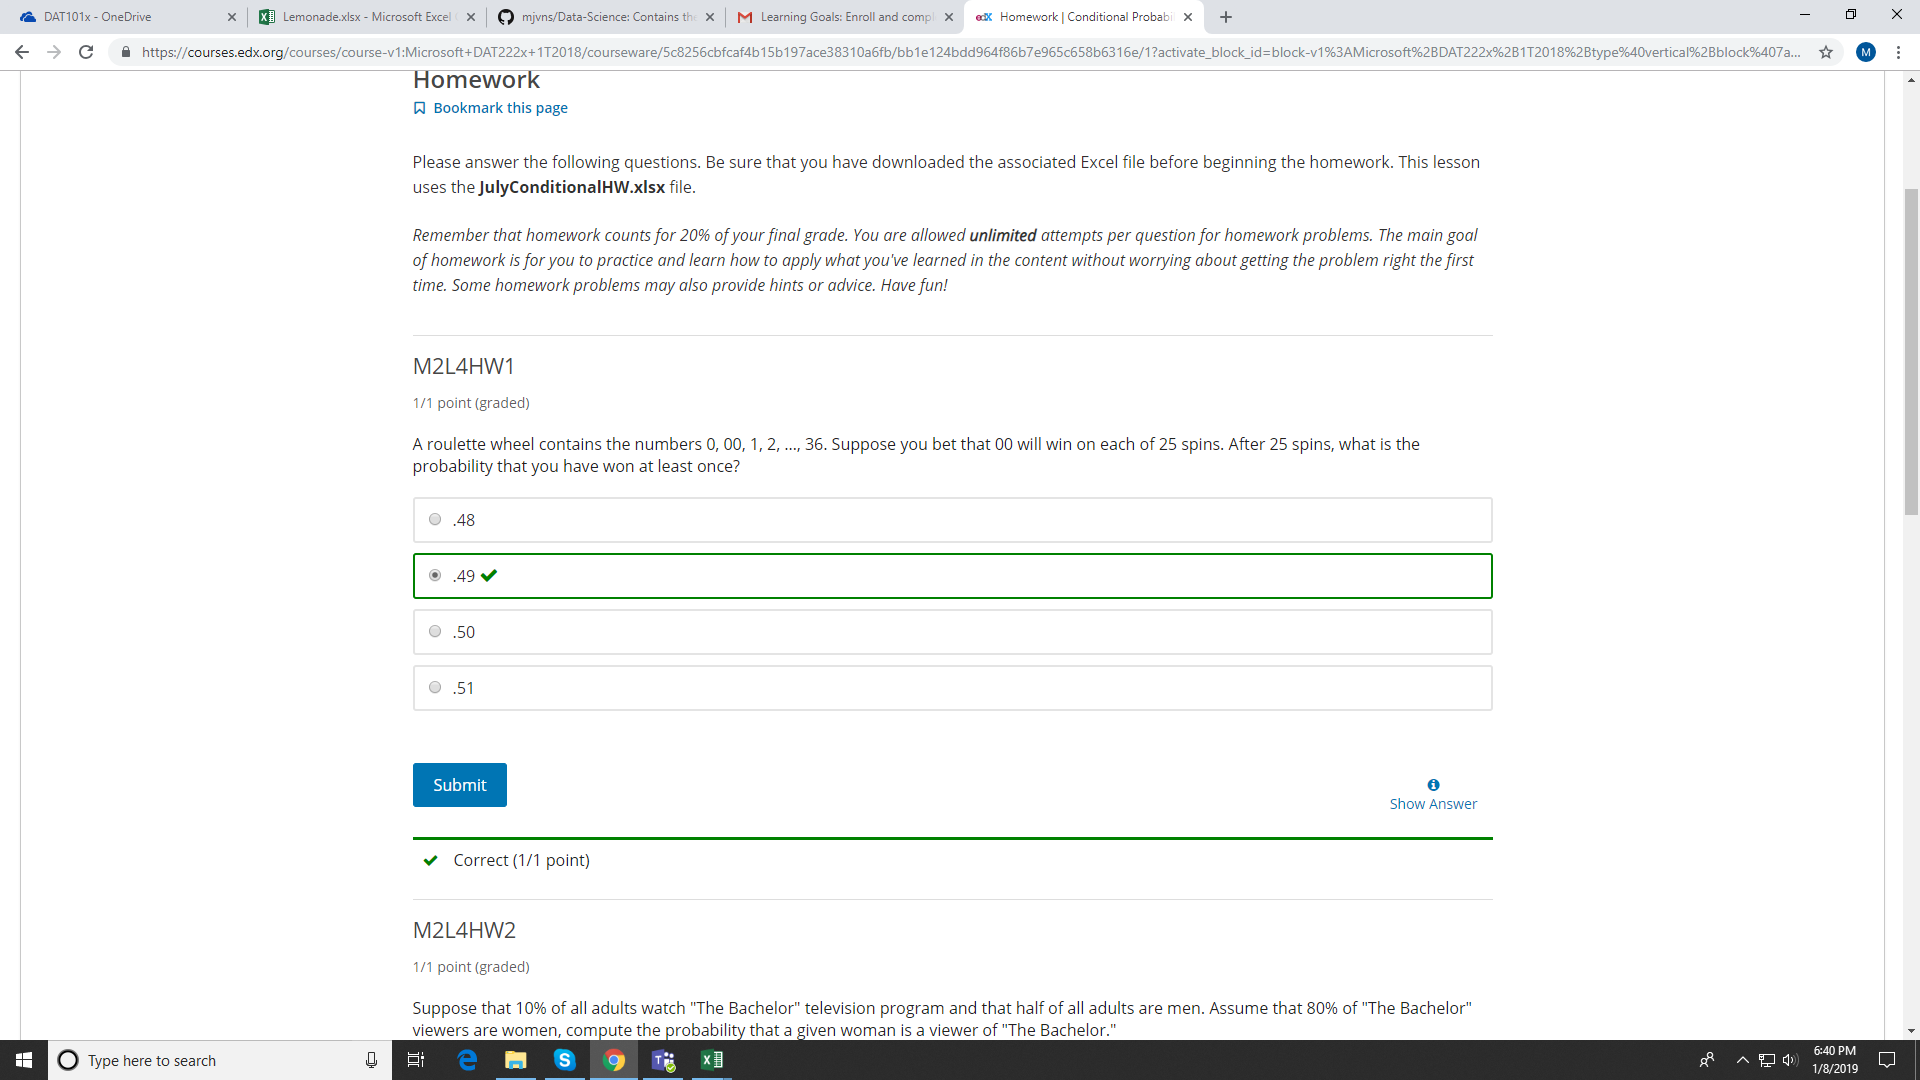 DAT101x - OneDrive
Lemonade.xlsx - Microsoft Excel
mjvns/Data-Science: Contains the
Learning Goals: Enroll and compl
edX Homework | Conditional Probabi
https://courses.edx.org/courses/course-v1:Microsoft+DAT222x+1T2018/courseware/5c8256cbfcaf4b15b197ace38310a6fb/bb1e124bdd964f86b7e965c658b6316e/1?activate_block_id=block-v1%3AMicrosoft%2BDAT222x%2B1T2018%2Btype%40vertical%2Bblock%407a...
M
Homework
Bookmark this page
Please answer the following questions. Be sure that you have downloaded the associated Excel file before beginning the homework. This lesson
uses the JulyConditionalHW.xlsx file.
Remember that homework counts for 20% of your final grade. You are allowed unlimited attempts per question for homework problems. The main goal
of homework is for you to practice and learn how to apply what you've learned in the content without worrying about getting the problem right the first
time. Some homework problems may also provide hints or advice. Have fun!
M2L4HW1
1/1 point (graded)
A roulette wheel contains the numbers 0, 00, 1, 2, ..., 36. Suppose you bet that 00 will win on each of 25 spins. After 25 spins, what is the
probability that you have won at least once?
.48
.49
.50
.51
Submit
Show Answer
Correct (1/1 point)
M2L4HW2
1/1 point (graded)
Suppose that 10% of all adults watch "The Bachelor" television program and that half of all adults are men. Assume that 80% of "The Bachelor"
viewers are women, compute the probability that a given woman is a viewer of "The Bachelor."
Type here to search
6:40 PM
1/8/2019